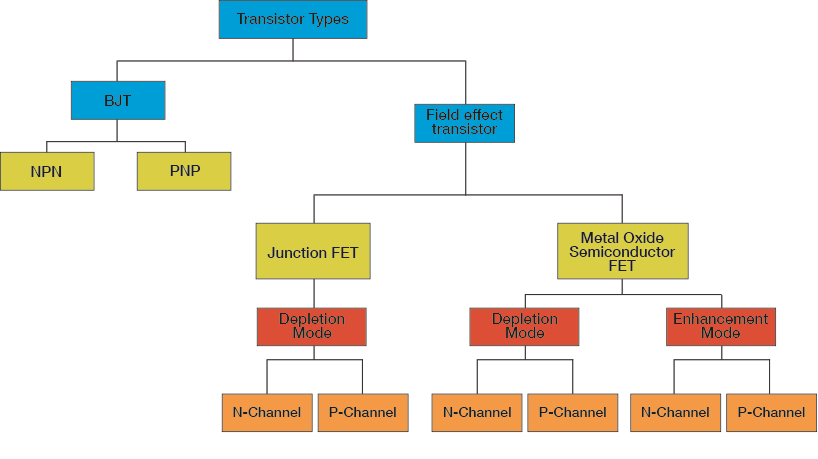 Transistor Types
BJT
Field effect
transistor
NPN
PNP
Junction FET
Metal Oxide
Semiconductor
FET
Depletion
Mode
Depletion
Mode
Enhancement
Mode
N-Channel
P-Channel
N-Channel
P-Channel
N-Channel
P-Channel